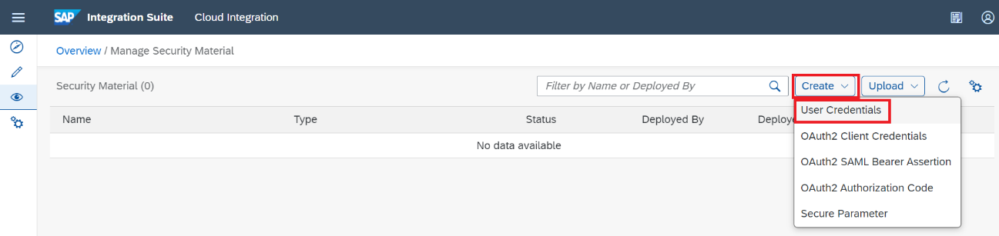 SAP Integration Suite Cloud Integration
Overview / Manage Security Material
Security Material (0) Filter by Name or Deployed By Create Upload
Name Type Status Deployed By Deploye
No data available
User Credentials
OAuth2 Client Credentials
OAuth2 SAML Bearer Assertion
OAuth2 Authorization Code
Secure Parameter